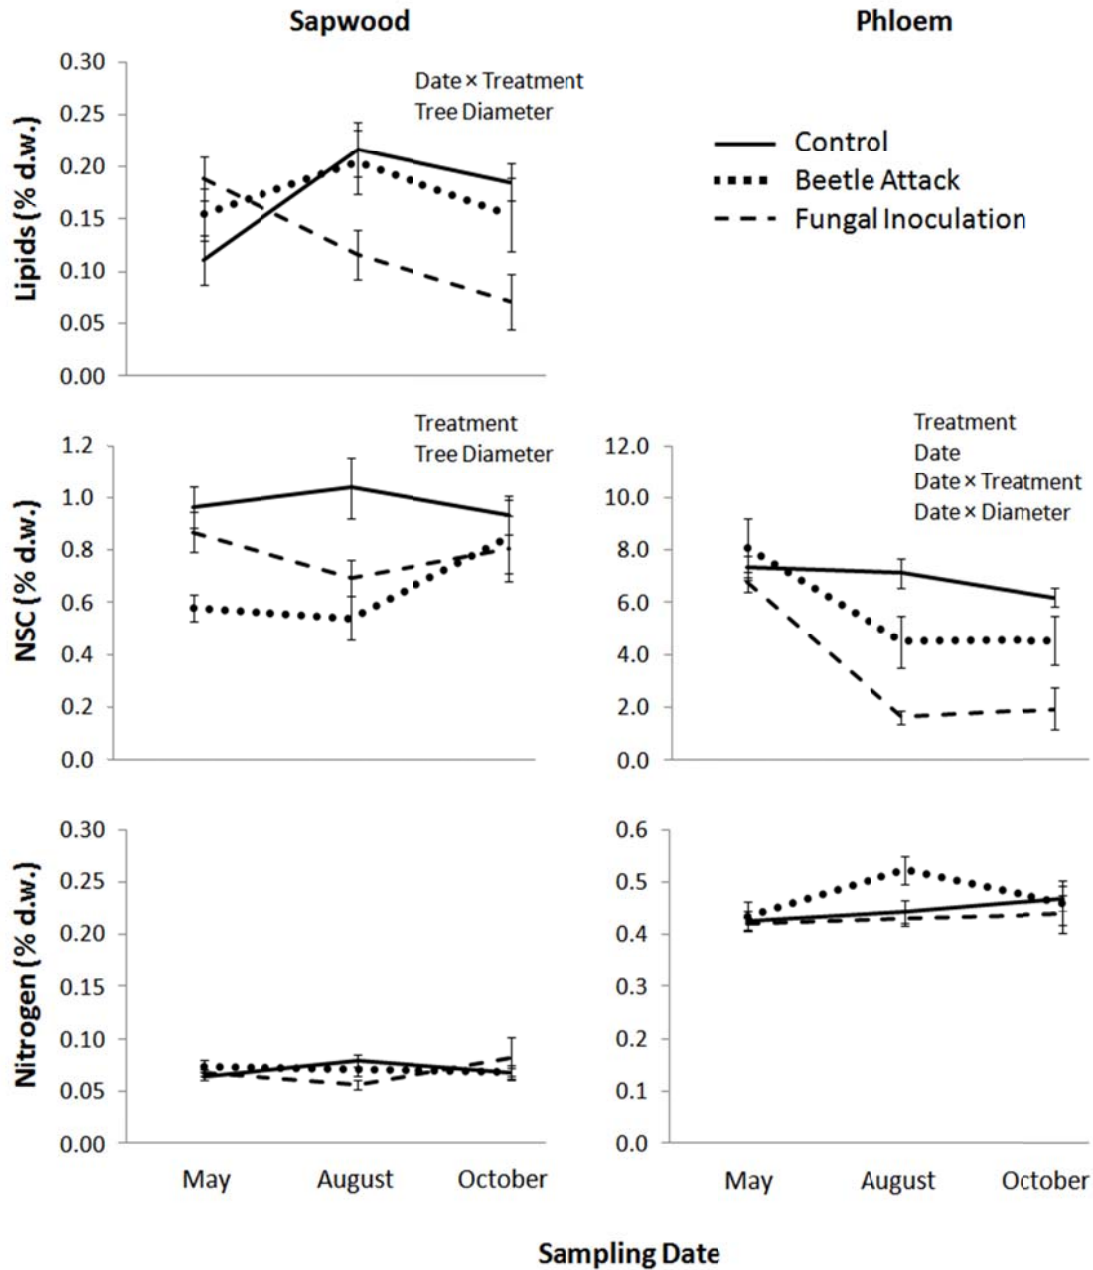 Sapwood
Phloem
Lipids (% d.w.)
0.30
0.25
0.20
0.15
0.10
0.05
0.00
Date × Treatment
Tree Diameter
Control
Beetle Attack
Fungal Inoculation
NSC (% d.w.)
1.2
1.0
0.8
0.6
0.4
0.2
0.0
Treatment
Tree Diameter
12.0
10.0
8.0
6.0
4.0
2.0
0.0
Treatment
Date
Date × Treatment
Date × Diameter
Nitrogen (% d.w.)
0.30
0.25
0.20
0.15
0.10
0.05
0.00
0.6
0.5
0.4
0.3
0.2
0.1
0.0
May August October
May August October
Sampling Date